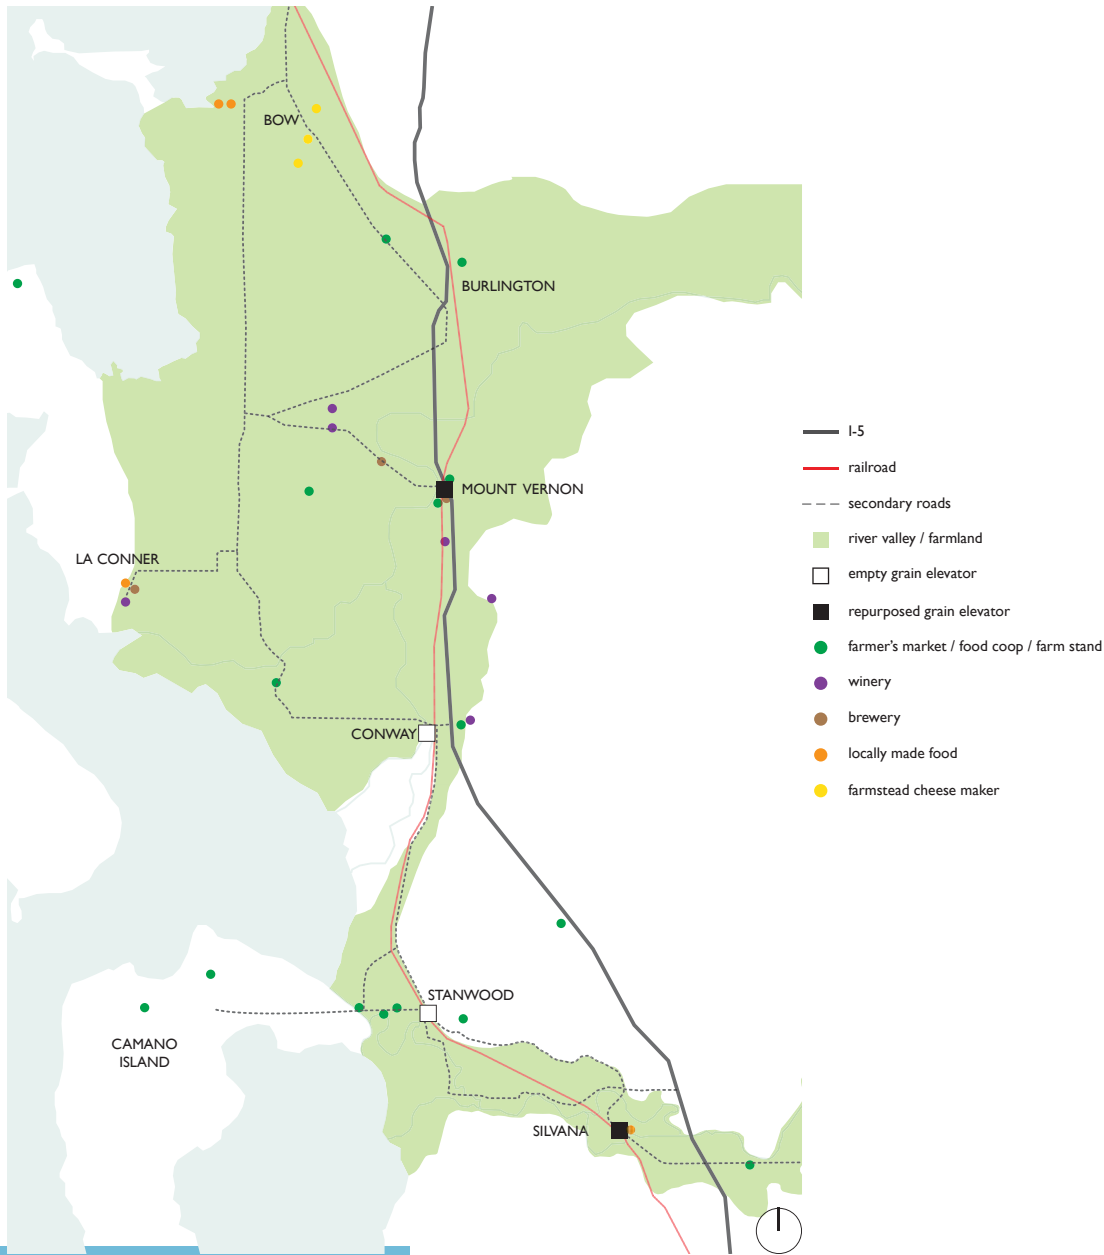 BOW
BURLINGTON
MOUNT VERNON
LA CONNER
CONWAY
STANWOOD
CAMANO
ISLAND
SILVANA
I-5
railroad
secondary roads
river valley / farmland
empty grain elevator
repurposed grain elevator
farmer's market / food coop / farm stand
winery
brewery
locally made food
farmstead cheese maker